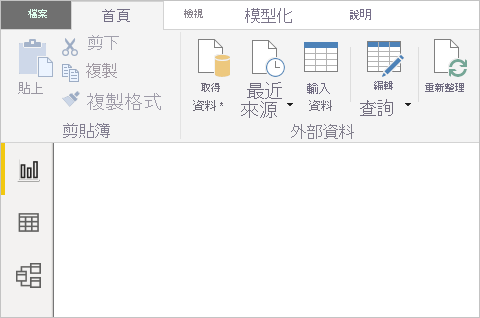 檔案 首頁 檢視 模型化 說明
剪下
複製
貼上
複製格式
剪貼簿
取得
資料
最近
來源
輸入
資料
編輯
查詢
重新整理
外部資料